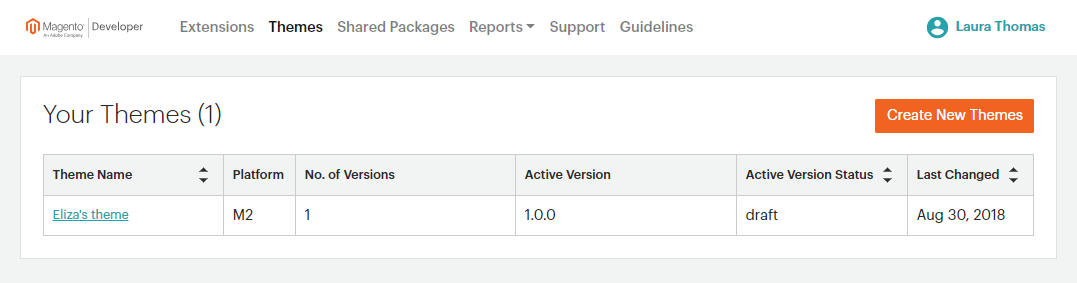 Magento Developer Extensions Themes Shared Packages Reports Support Guidelines Laura Thomas
An Adobe Company
Your Themes (1) Create New Themes
Theme Name Platform No. of Versions Active Version Active Version Status Last Changed
Eliza's theme M2 1 1.0.0 draft Aug 30, 2018